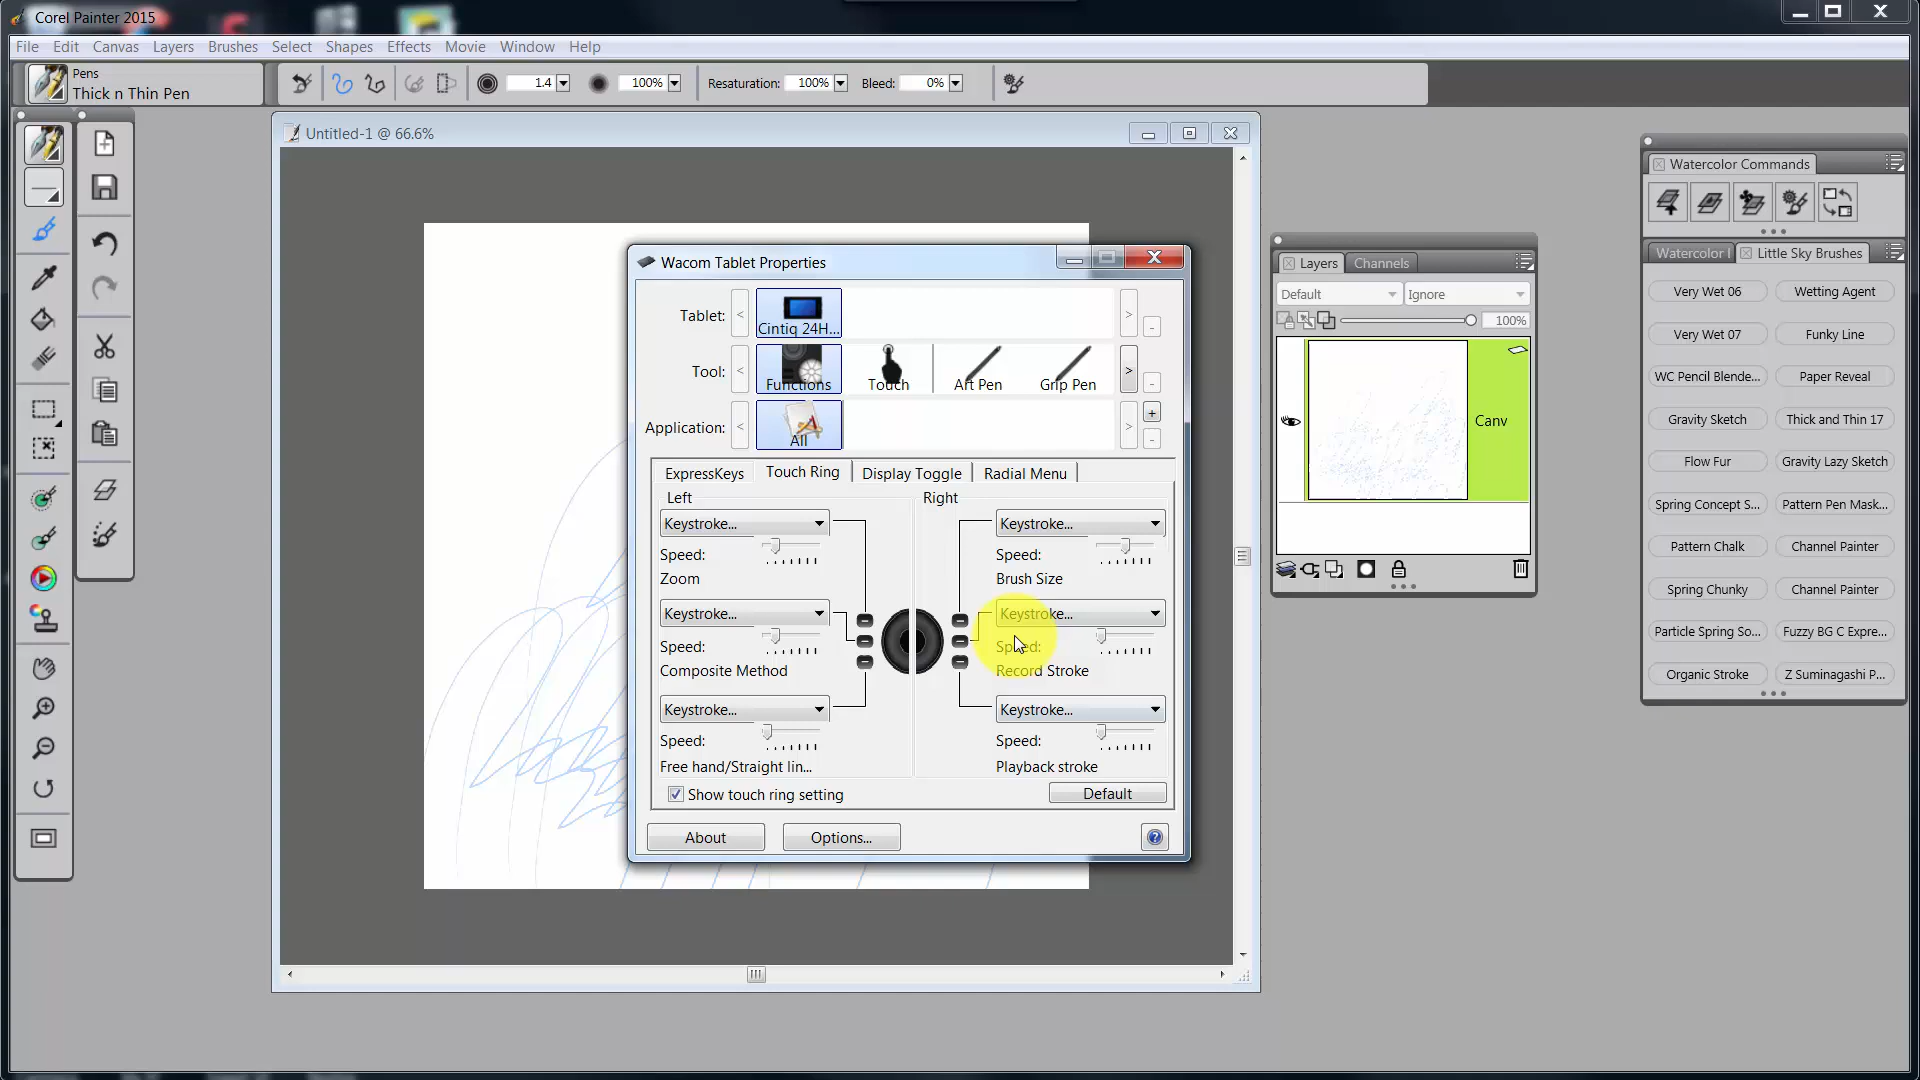 Corel Painter 2015
File Edit Canvas Layers Brushes Select Shapes Effects Movie Window Help
Pens
Thick n Thin Pen
1.4 100% Resaturation: 100% Bleed: 0%
Untitled-1 @ 66.6%
Wacom Tablet Properties
Tablet: < Cintiq 24H... > -
Tool: < Functions Touch Art Pen Grip Pen > -
Application: < All > + -
ExpressKeys Touch Ring Display Toggle Radial Menu
Left Right
Keystroke... Keystroke...
Speed: Speed:
Zoom Brush Size
Keystroke... Keystroke...
Speed: Speed:
Composite Method Record Stroke
Keystroke... Keystroke...
Speed: Speed:
Free hand/Straight lin... Playback stroke
Show touch ring setting Default
About Options... ?
Layers Channels
Default Ignore
100%
Canv
Watercolor Commands
Watercolor Little Sky Brushes
Very Wet 06 Wetting Agent
Very Wet 07 Funky Line
WC Pencil Blende... Paper Reveal
Gravity Sketch Thick and Thin 17
Flow Fur Gravity Lazy Sketch
Spring Concept S... Pattern Pen Mask...
Pattern Chalk Channel Painter
Spring Chunky Channel Painter
Particle Spring So... Fuzzy BG C Expre...
Organic Stroke Z Suminagashi P...